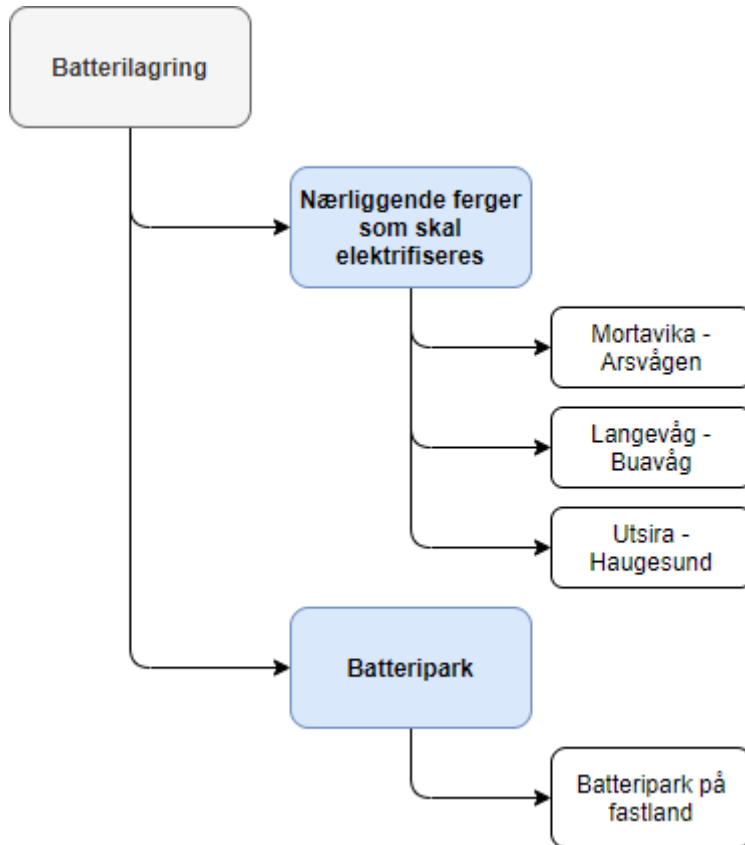 Batterilagring
Nærliggende ferger
som skal
elektrifiseres
Mortavika -
Arsvågen
Langevåg -
Buavåg
Utsira -
Haugesund
Batteripark
Batteripark på
fastland